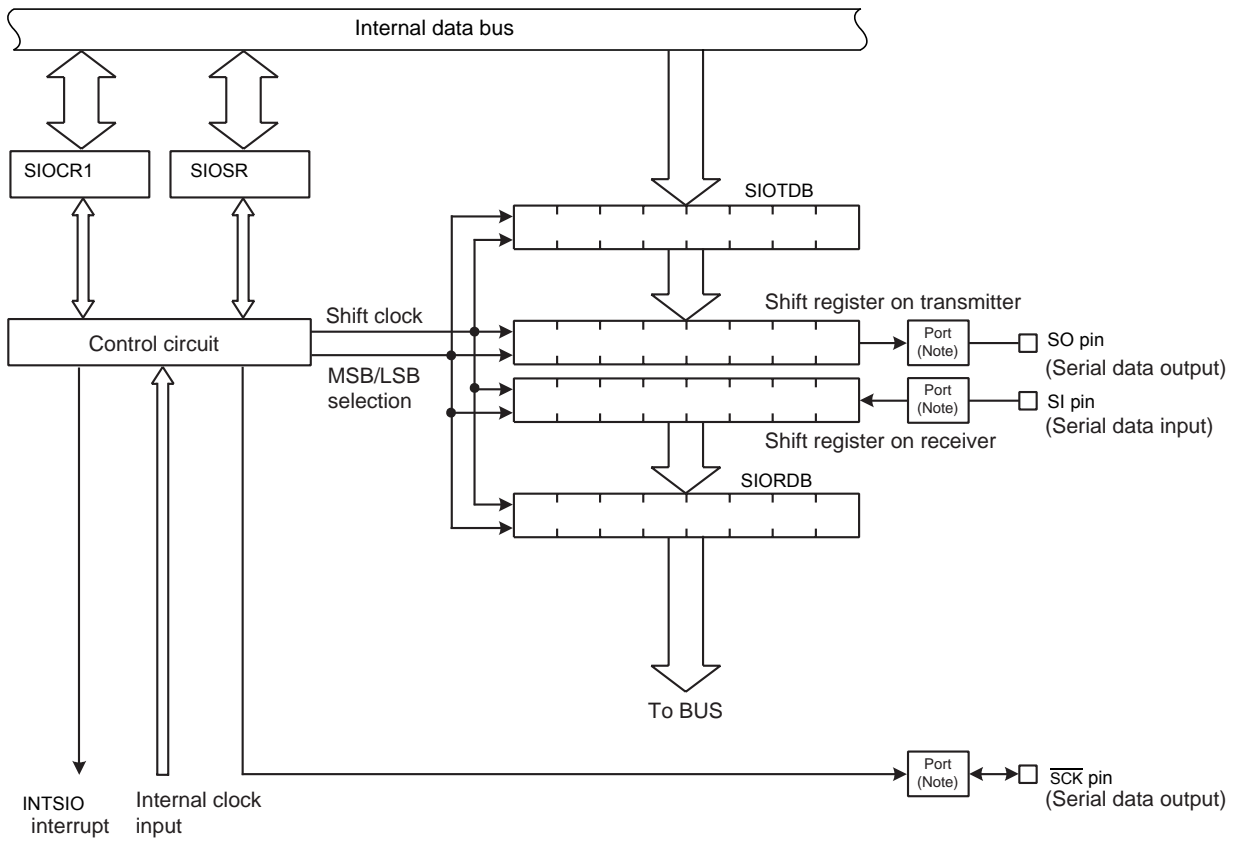 Internal data bus
SIOCR1
SIOSR
SIOTDB
Shift clock
Shift register on transmitter
Control circuit
Port
(Note)
SO pin
(Serial data output)
MSB/LSB
selection
Port
(Note)
SI pin
(Serial data input)
Shift register on receiver
SIORDB
To BUS
Port
(Note)
SCK pin
(Serial data output)
INTSIO
interrupt
Internal clock
input